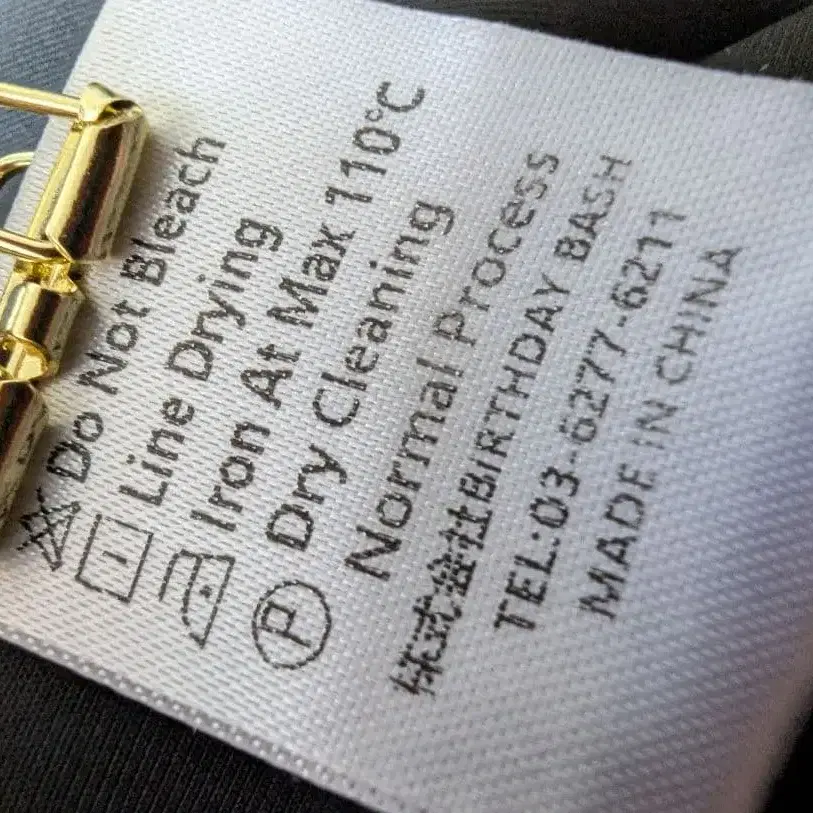 Do Not Bleach
Line Drying
Iron At Max 110°C
P Dry Cleaning
Normal Process
株式会社BIRTHDAY BASH
TEL:03-6277-6211
MADE IN CHINA